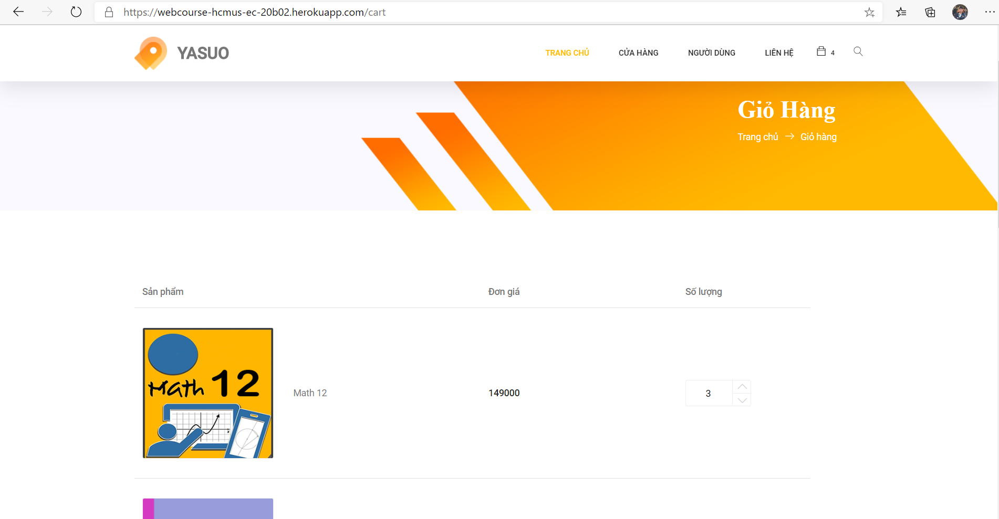 https://webcourse-hcmus-ec-20b02.herokuapp.com/cart
YASUO
TRANG CHỦ
CỬA HÀNG
NGƯỜI DÙNG
LIÊN HỆ
4
Giỏ Hàng
Trang chủ → Giỏ hàng
Sản phẩm
Đơn giá
Số lượng
Math 12
x
Math 12
149000
3